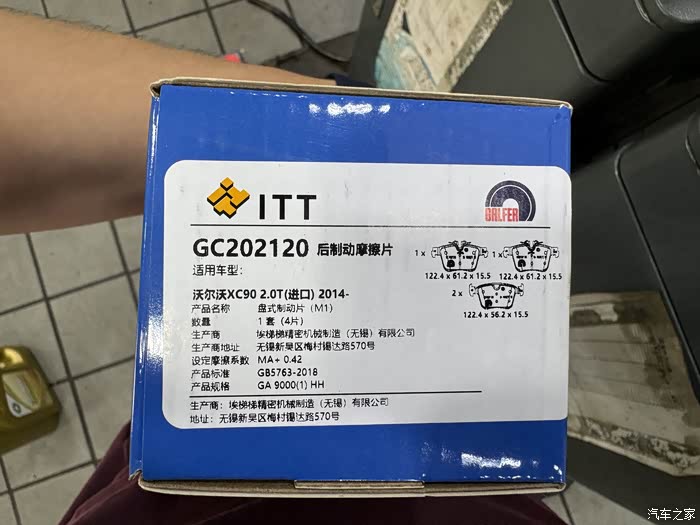 ITT
GALFER
GC202120 后制动摩擦片
适用车型:
1 x
1 x
122.4 x 61.2 x 15.5
122.4 x 61.2 x 15.5
2 x
122.4 x 56.2 x 15.5
沃尔沃XC90 2.0T(进口) 2014-
产品名称 盘式制动片 (M1)
数量 1 套 (4片)
生产商 埃梯梯精密机械制造 (无锡) 有限公司
生产商地址 无锡新吴区梅村锡达路570号
设定摩擦系数 MA+ 0.42
产品标准 GB5763-2018
产品规格 GA 9000(1) HH
生产商: 埃梯梯精密机械制造 (无锡) 有限公司
地址: 无锡新吴区梅村锡达路570号
汽车之家